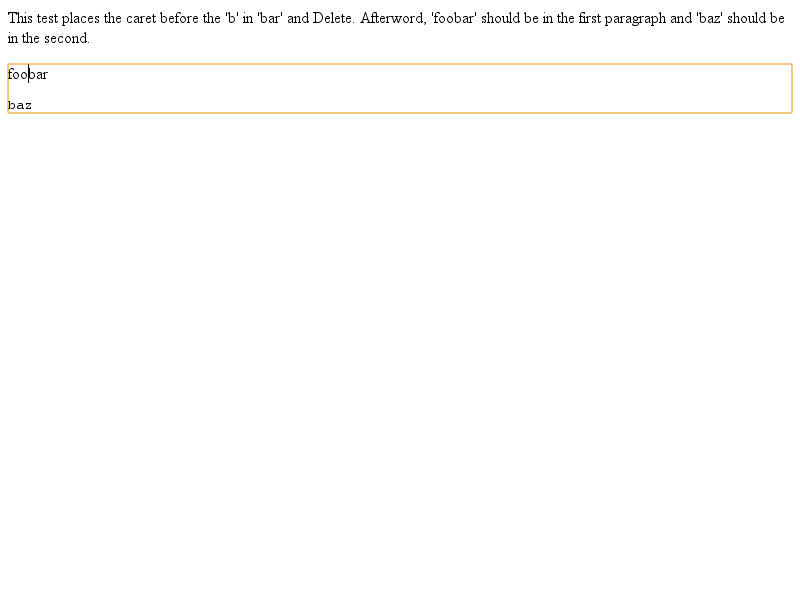 This test places the caret before the 'b' in 'bar' and Delete. Afterword, 'foobar' should be in the first paragraph and 'baz' should be
in the second.
foobar
baz